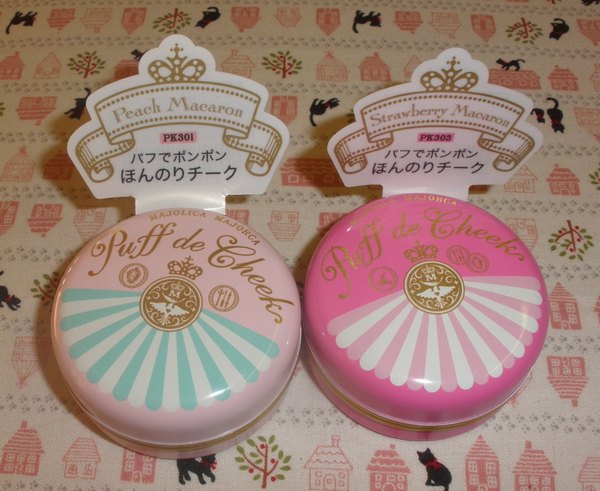 Peach Macaron
PK301
パフでポンポン
ほんのりチーク
MAJOLICA MAJORCA
Puff de Cheek
M
Strawberry Macaron
PK303
パフでポンポン
ほんのりチーク
MAJOLICA MAJORCA
Puff de Cheek
M